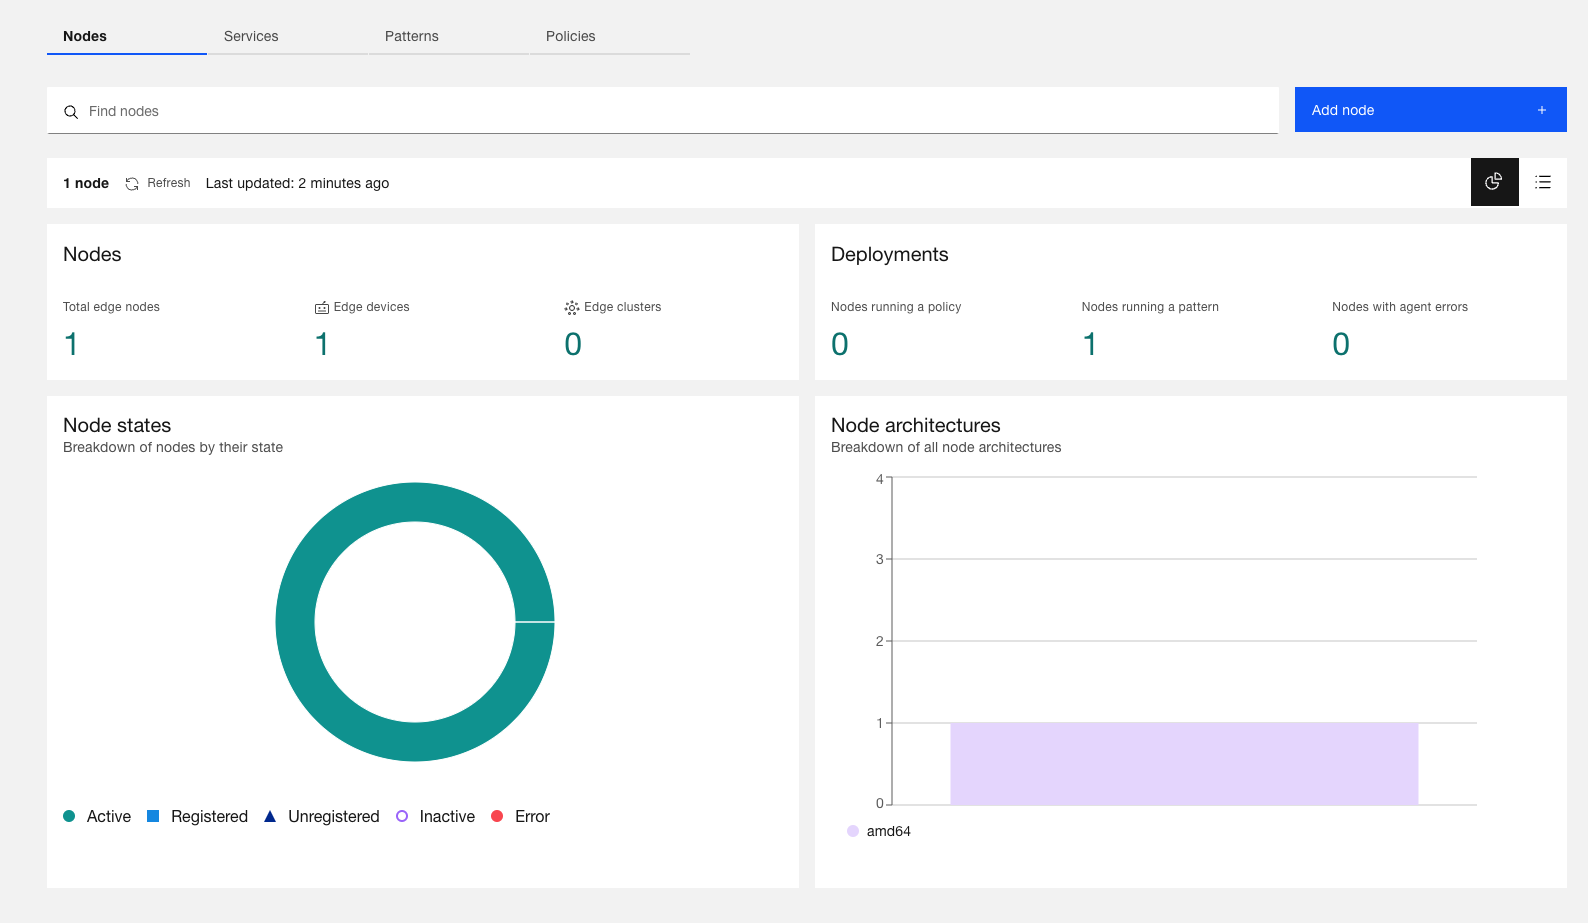 Nodes
Services
Patterns
Policies
Find nodes
Add node
1 node
Refresh
Last updated: 2 minutes ago
Nodes
Total edge nodes
1
Edge devices
1
Edge clusters
0
Deployments
Nodes running a policy
0
Nodes running a pattern
1
Nodes with agent errors
0
Node states
Breakdown of nodes by their state
Active
Registered
Unregistered
Inactive
Error
Node architectures
Breakdown of all node architectures
4
3
2
1
0
amd64